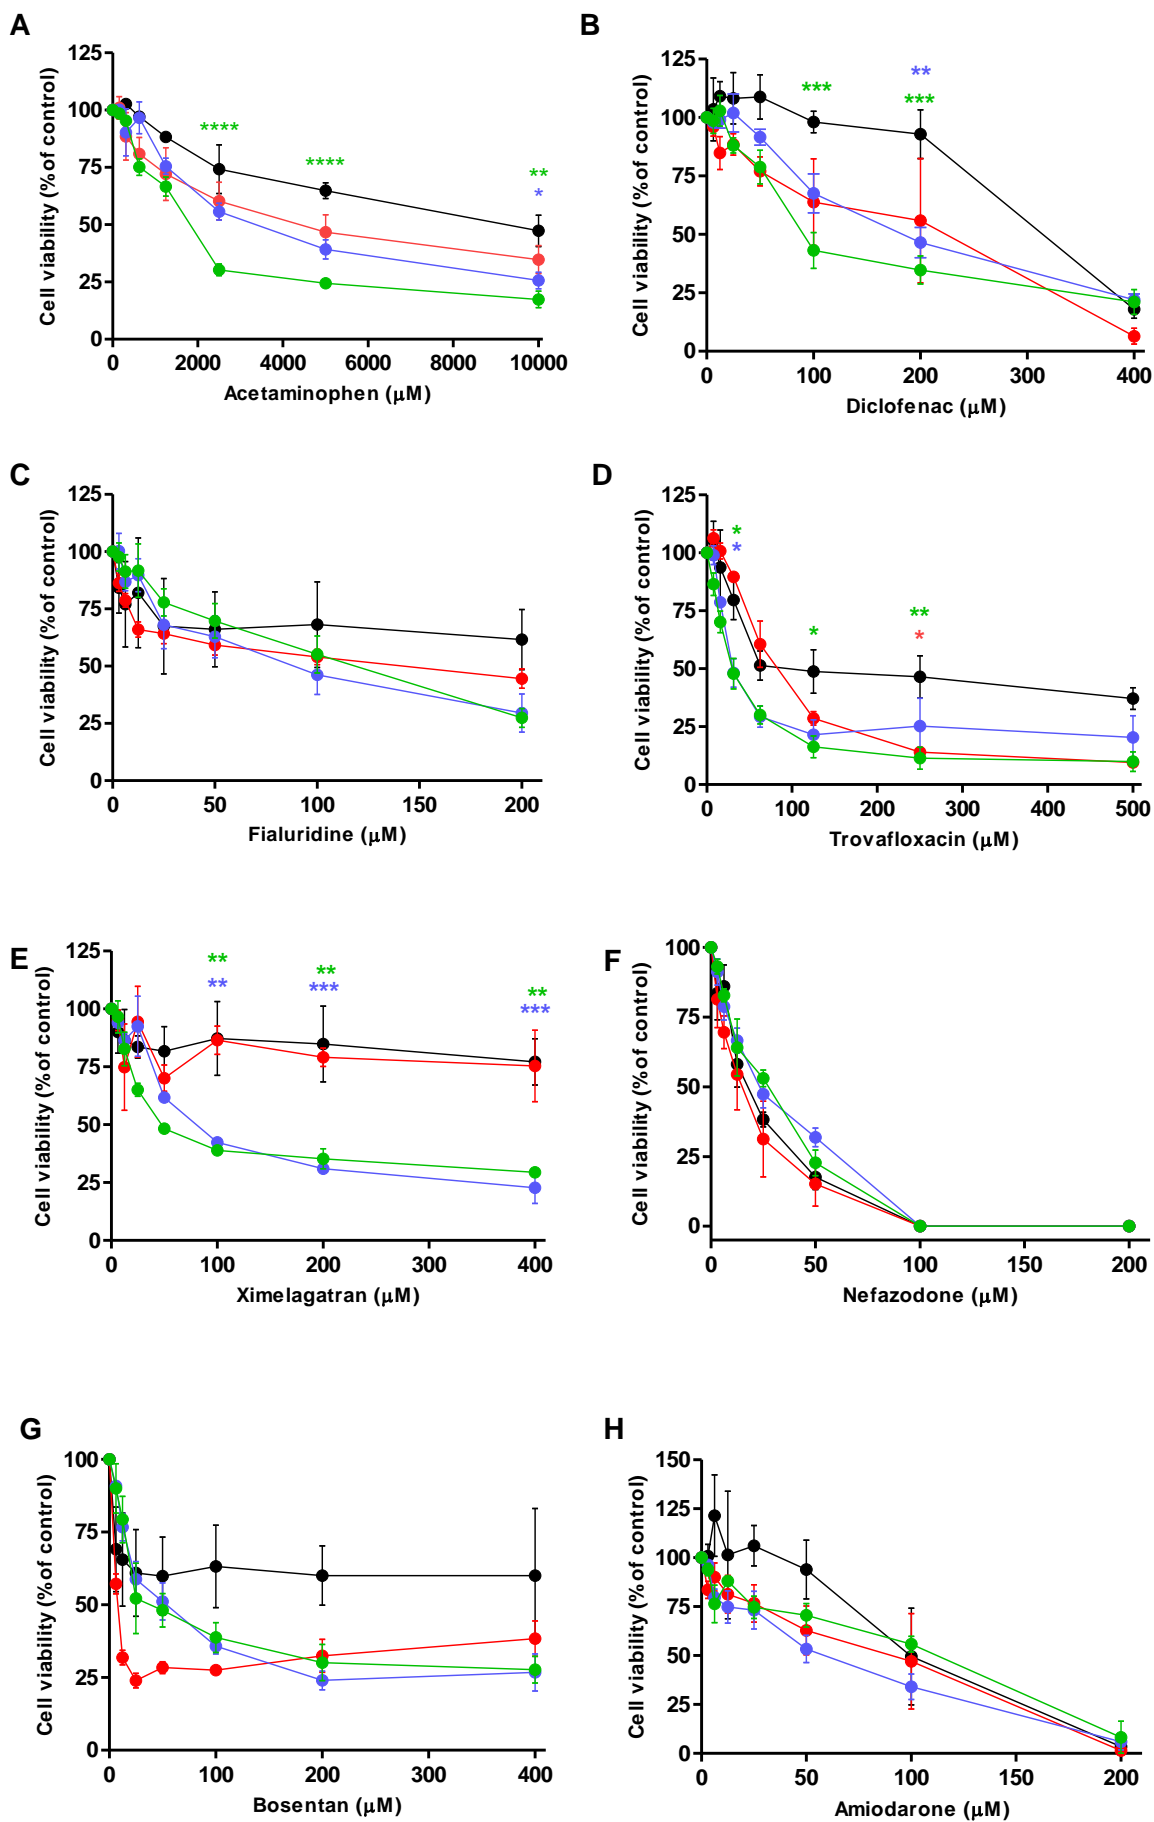 A
125
100
75
50
25
0
0 2000 4000 6000 8000 10000
Cell viability (% of control)
Acetaminophen (μM)
****
****
**
*
B
125
100
75
50
25
0
0 100 200 300 400
Cell viability (% of control)
Diclofenac (μM)
***
**
***
C
125
100
75
50
25
0
0 50 100 150 200
Cell viability (% of control)
Fialuridine (μM)
D
125
100
75
50
25
0
0 100 200 300 400 500
Cell viability (% of control)
Trovafloxacin (μM)
*
*
*
**
*
E
125
100
75
50
25
0
0 100 200 300 400
Cell viability (% of control)
Ximelagatran (μM)
**
**
**
***
**
***
F
100
75
50
25
0
0 50 100 150 200
Cell viability (% of control)
Nefazodone (μM)
G
100
75
50
25
0
0 100 200 300 400
Cell viability (% of control)
Bosentan (μM)
H
150
125
100
75
50
25
0
0 50 100 150 200
Cell viability (% of control)
Amiodarone (μM)